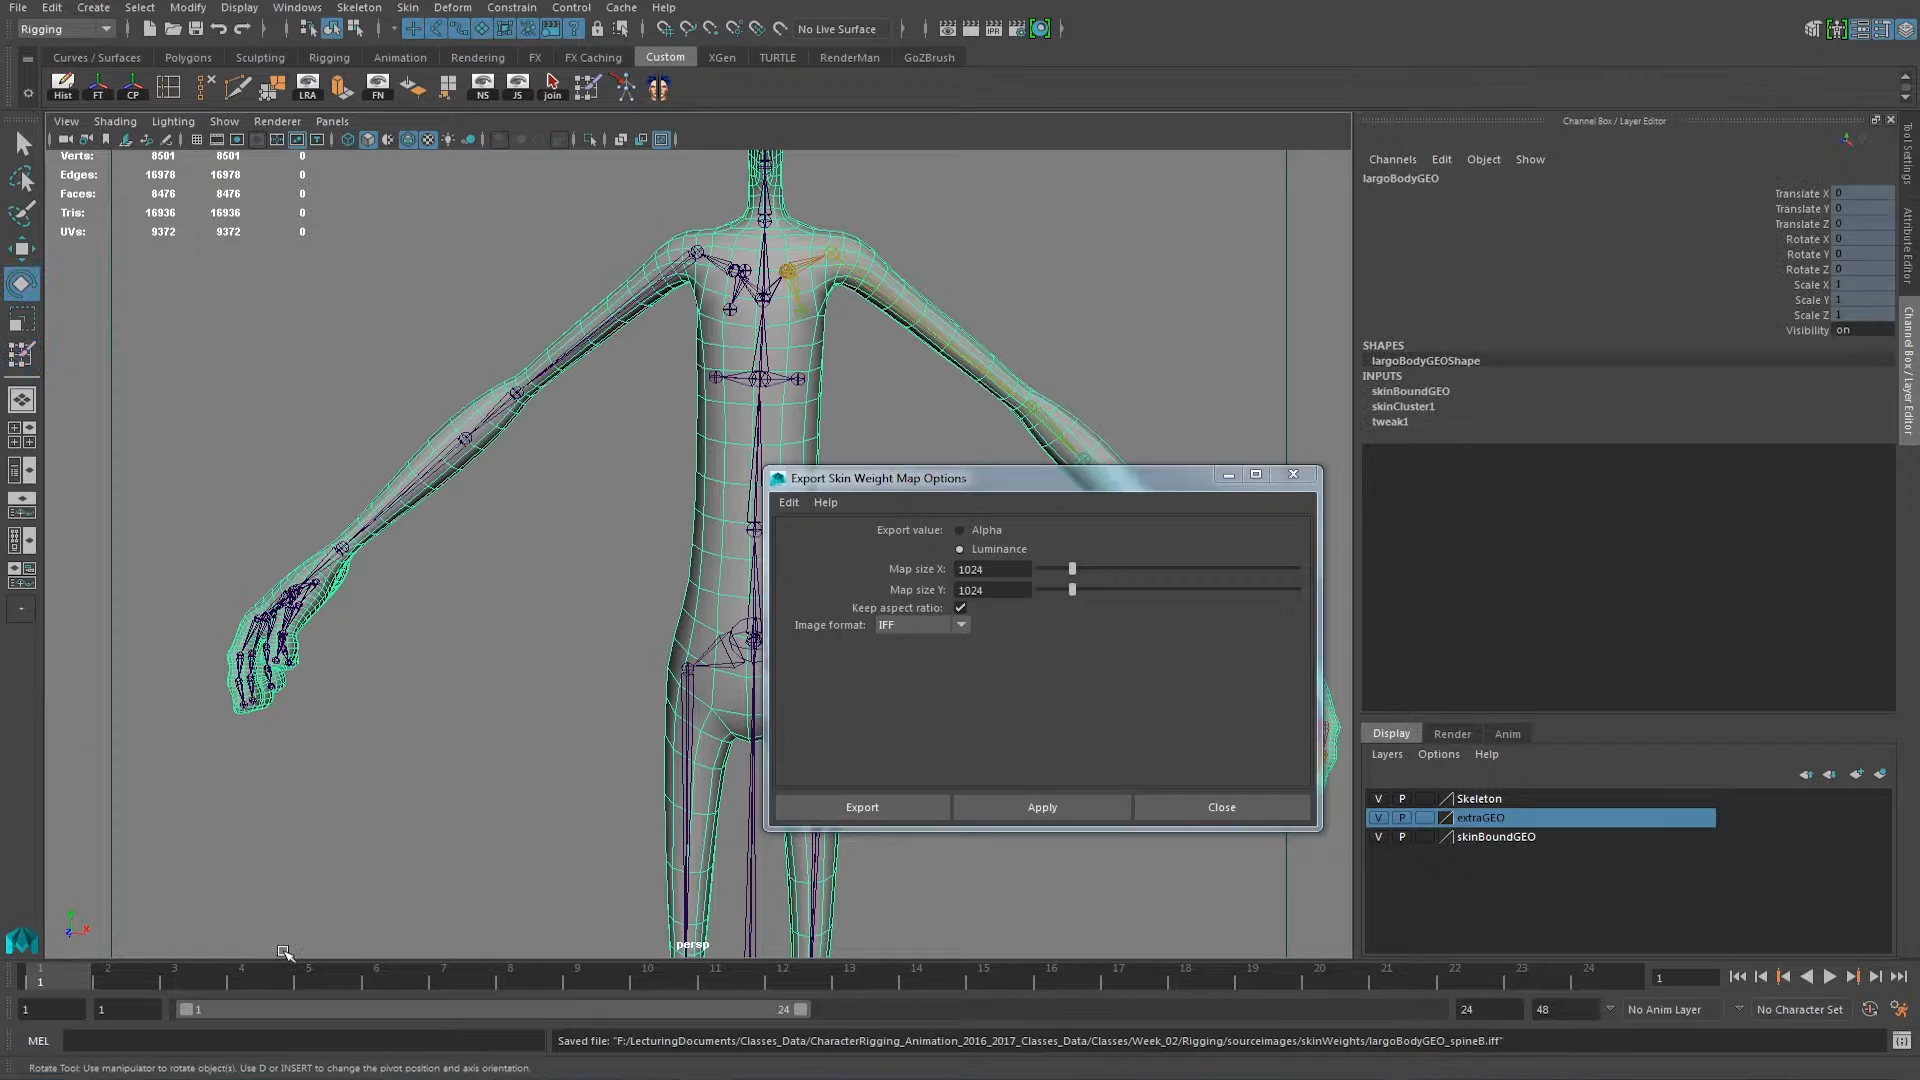 File Edit Create Select Modify Display Windows Skeleton Skin Deform Constrain Control Cache Help
Rigging No Live Surface
Curves / Surfaces Polygons Sculpting Rigging Animation Rendering FX FX Caching Custom XGen TURTLE RenderMan GoZBrush
Hist FT CP LRA FN NS JS join
View Shading Lighting Show Renderer Panels
Verts: 8501 8501 0
Edges: 16978 16978 0
Faces: 8476 8476 0
Tris: 16936 16936 0
UVs: 9372 9372 0
persp
Export Skin Weight Map Options
Edit Help
Export value: Alpha
Luminance
Map size X: 1024
Map size Y: 1024
Keep aspect ratio:
Image format: IFF
Export Apply Close
Channel Box / Layer Editor
Channels Edit Object Show
largoBodyGEO
Translate X 0
Translate Y 0
Translate Z 0
Rotate X 0
Rotate Y 0
Rotate Z 0
Scale X 1
Scale Y 1
Scale Z 1
Visibility on
SHAPES
largoBodyGEOShape
INPUTS
skinBoundGEO
skinCluster1
tweak1
Display Render Anim
Layers Options Help
V P Skeleton
V P extraGEO
V P skinBoundGEO
Tool Settings
Attribute Editor
Channel Box / Layer Editor
1 2 3 4 5 6 7 8 9 10 11 12 13 14 15 16 17 18 19 20 21 22 23 24
1 1
1 1 1 24 24 48 No Anim Layer No Character Set
MEL Saved file: "F:/LecturingDocuments/Classes_Data/CharacterRigging_Animation_2016_2017_Classes_Data/Classes/Week_02/Rigging/sourceimages/skinWeights/largoBodyGEO_spineB.iff"
Rotate Tool: Use manipulator to rotate object(s). Use D or INSERT to change the pivot position and axis orientation.